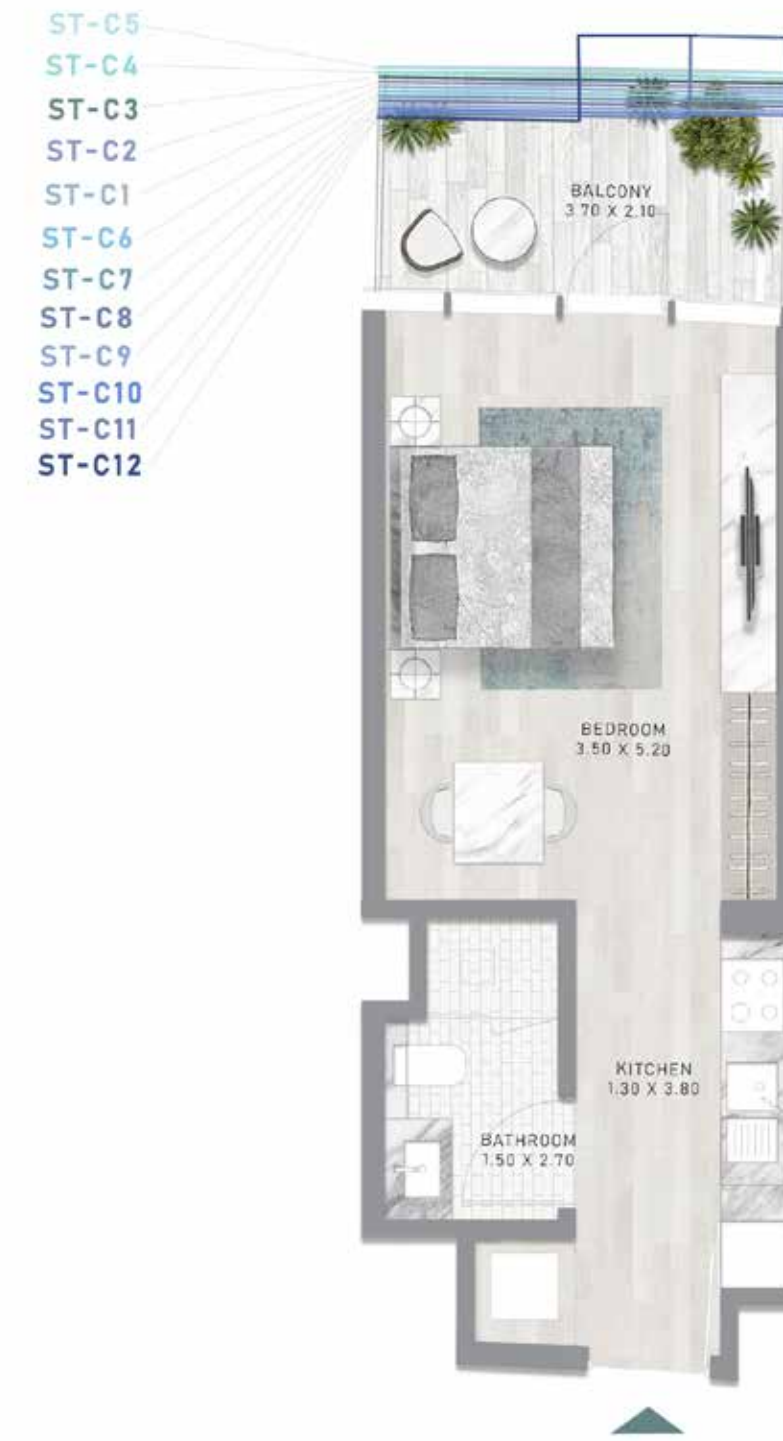 ST-C5
ST-C4
ST-C3
ST-C2
ST-C1
ST-C6
ST-C7
ST-C8
ST-C9
ST-C10
ST-C11
ST-C12
BALCONY
3.70 X 2.10
BEDROOM
3.50 X 5.20
KITCHEN
1.30 X 3.80
BATHROOM
1.50 X 2.70